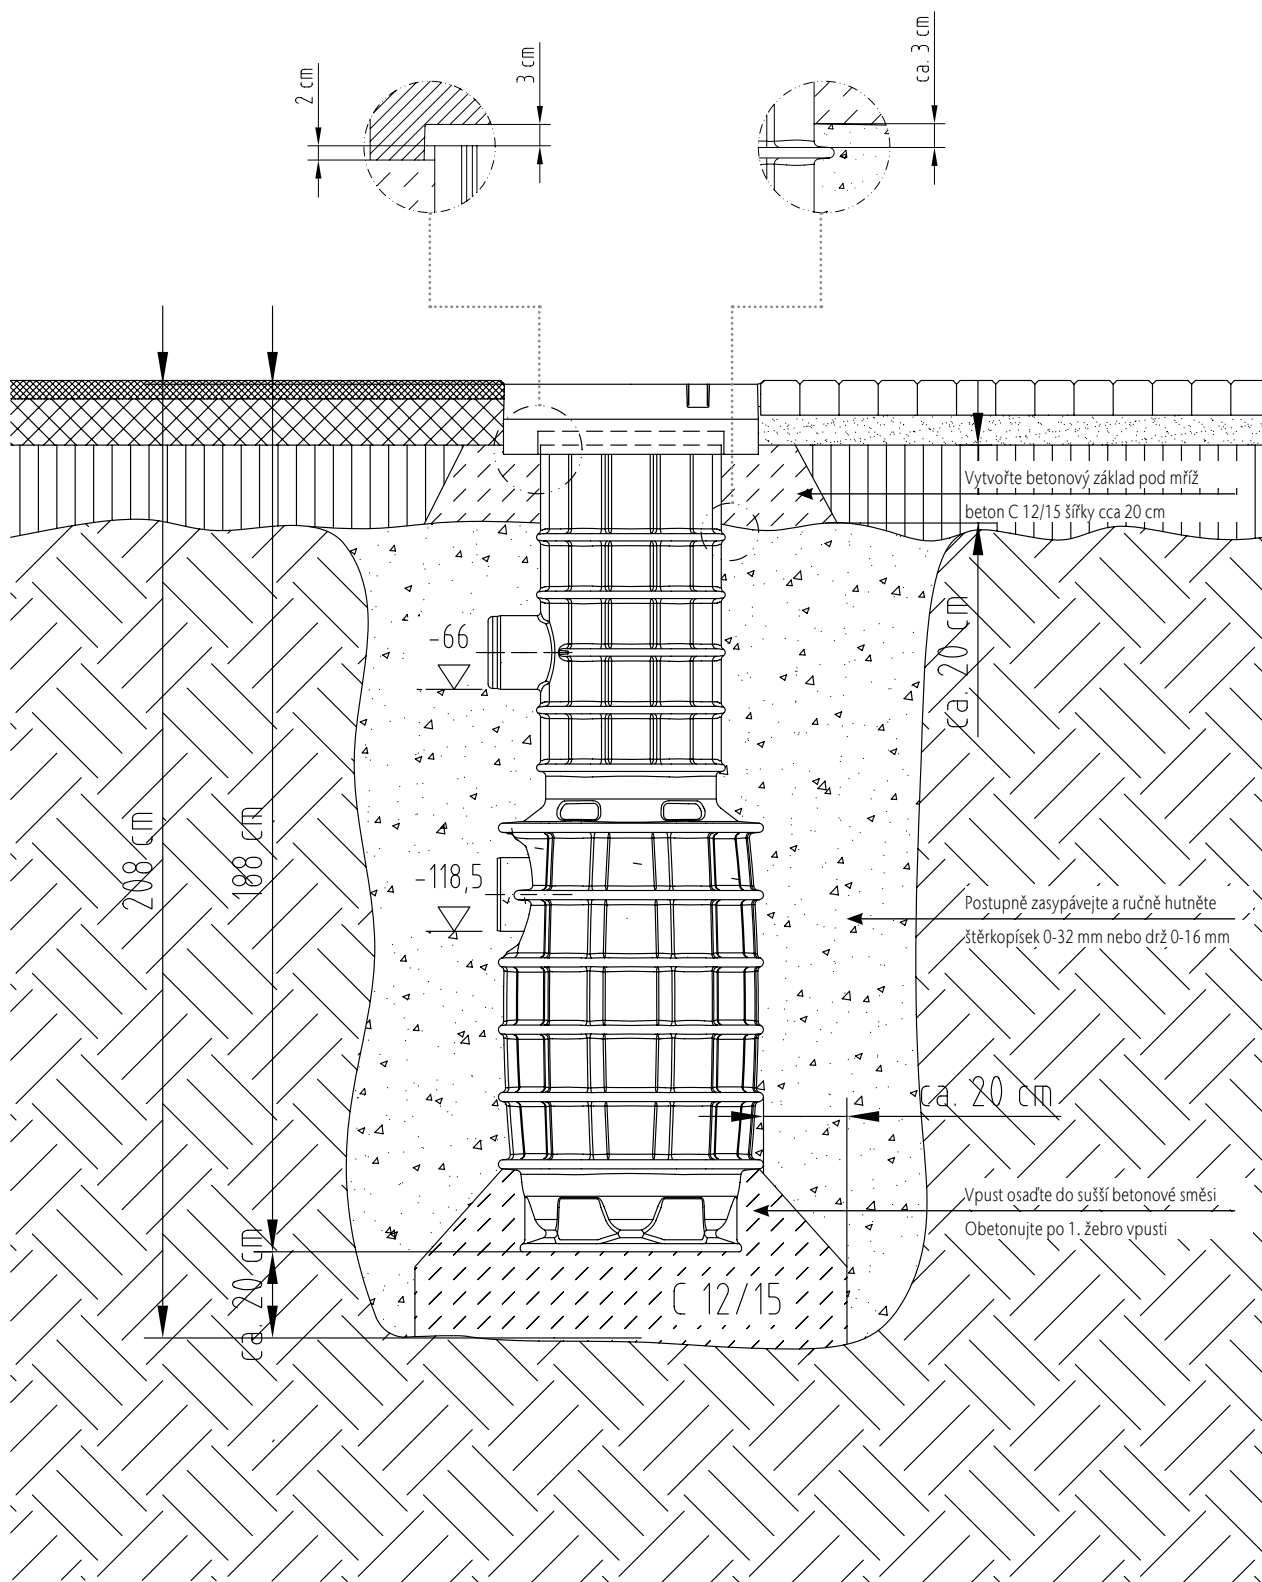 2 cm
3 cm
ca. 3 cm
Vytvořte betonový základ pod mříž
beton C 12/15 šířky cca 20 cm
ca. 20 cm
-66
208 cm
188 cm
-118,5
Postupně zasypávejte a ručně hutněte
štěrkopísek 0-32 mm nebo drž 0-16 mm
ca. 20 cm
Vpust osaďte do sušší betonové směsi
Obetonujte po 1. žebro vpusti
ca. 20 cm
C 12/15